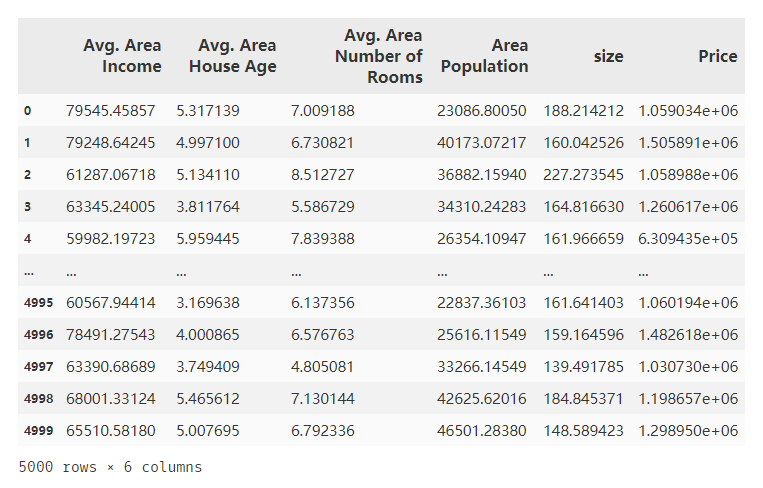 Avg. Area Income Avg. Area House Age Avg. Area Number of Rooms Area Population size Price
0 79545.45857 5.317139 7.009188 23086.80050 188.214212 1.059034e+06
1 79248.64245 4.997100 6.730821 40173.07217 160.042526 1.505891e+06
2 61287.06718 5.134110 8.512727 36882.15940 227.273545 1.058988e+06
3 63345.24005 3.811764 5.586729 34310.24283 164.816630 1.260617e+06
4 59982.19723 5.959445 7.839388 26354.10947 161.966659 6.309435e+05
... ... ... ... ... ... ...
4995 60567.94414 3.169638 6.137356 22837.36103 161.641403 1.060194e+06
4996 78491.27543 4.000865 6.576763 25616.11549 159.164596 1.482618e+06
4997 63390.68689 3.749409 4.805081 33266.14549 139.491785 1.030730e+06
4998 68001.33124 5.465612 7.130144 42625.62016 184.845371 1.198657e+06
4999 65510.58180 5.007695 6.792336 46501.28380 148.589423 1.298950e+06
5000 rows × 6 columns